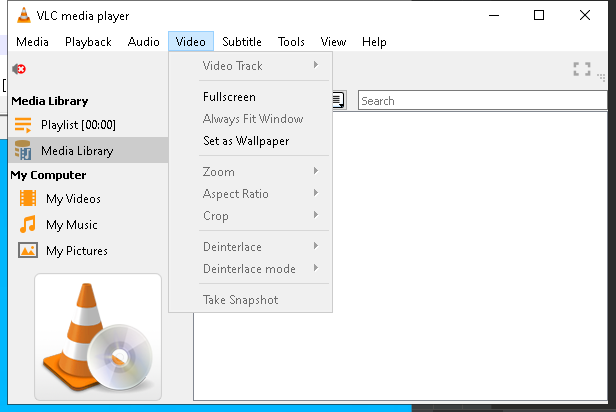 VLC media player
Media Playback Audio Video Subtitle Tools View Help
Video Track
Fullscreen
Always Fit Window
Set as Wallpaper
Zoom
Aspect Ratio
Crop
Deinterlace
Deinterlace mode
Take Snapshot
Media Library
Playlist [00:00]
Media Library
My Computer
My Videos
My Music
My Pictures
Search
[